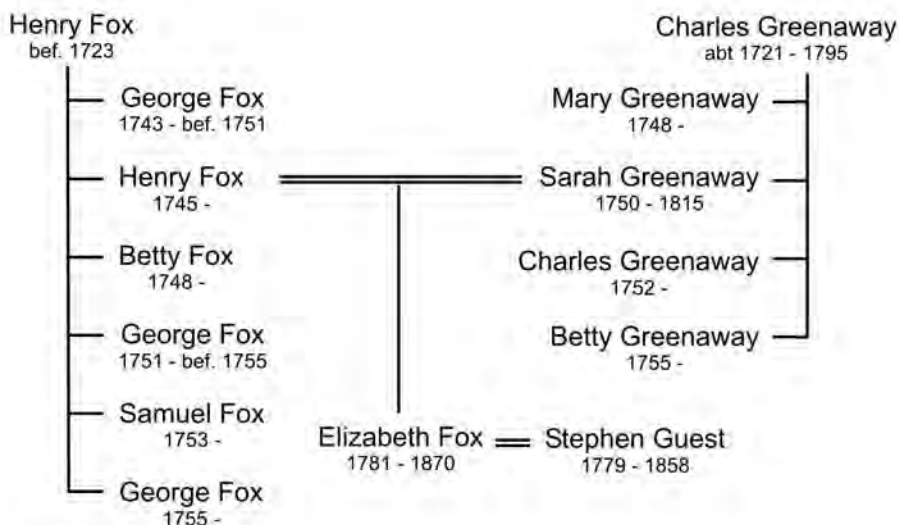 Henry Fox
bef. 1723
Charles Greenaway
abt 1721 - 1795
George Fox
1743 - bef. 1751
Mary Greenaway
1748 -
Henry Fox
1745 -
Sarah Greenaway
1750 - 1815
Betty Fox
1748 -
Charles Greenaway
1752 -
George Fox
1751 - bef. 1755
Betty Greenaway
1755 -
Samuel Fox
1753 -
Elizabeth Fox
1781 - 1870
Stephen Guest
1779 - 1858
George Fox
1755 -